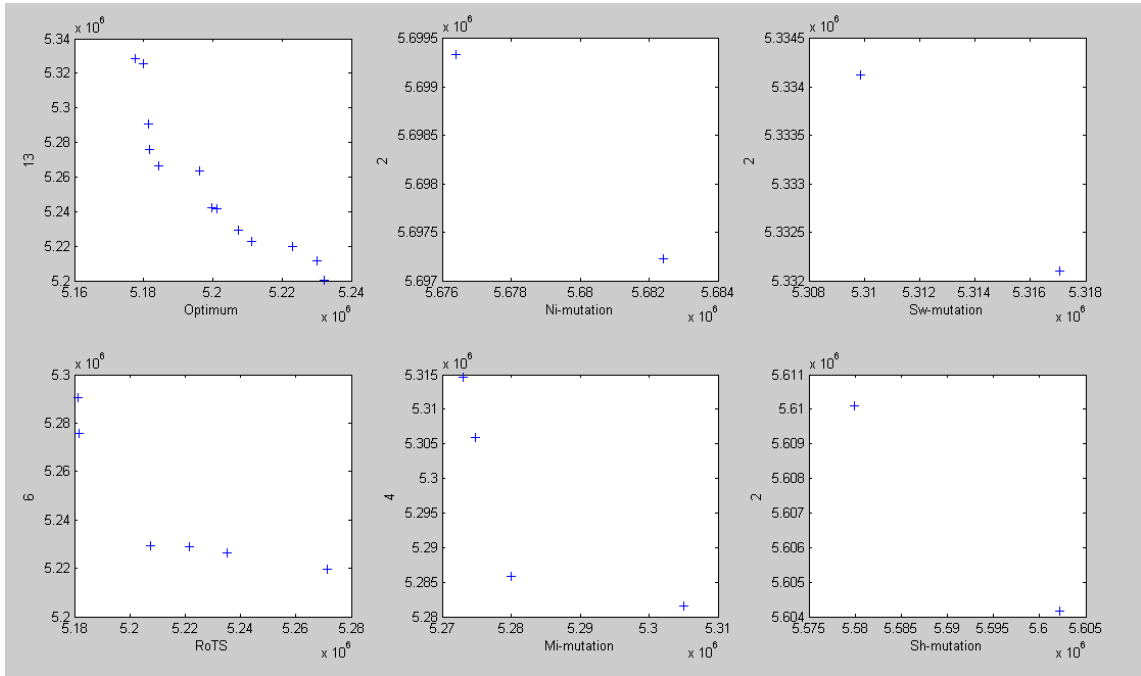 x 10^6
5.34
5.32
5.3
5.28
5.26
5.24
5.22
5.2
13
5.16 5.18 5.2 5.22 5.24
Optimum
x 10^6
x 10^6
5.6995
5.699
5.6985
5.698
5.6975
5.697
2
5.676 5.678 5.68 5.682 5.684
Ni-mutation
x 10^6
x 10^6
5.3345
5.334
5.3335
5.333
5.3325
5.332
2
5.308 5.31 5.312 5.314 5.316 5.318
Sw-mutation
x 10^6
x 10^6
5.3
5.28
5.26
5.24
5.22
5.2
6
5.18 5.2 5.22 5.24 5.26 5.28
RoTS
x 10^6
x 10^6
5.315
5.31
5.305
5.3
5.295
5.29
5.285
5.28
4
5.27 5.28 5.29 5.3 5.31
Mi-mutation
x 10^6
x 10^6
5.611
5.61
5.609
5.608
5.607
5.606
5.605
5.604
2
5.575 5.58 5.585 5.59 5.595 5.6 5.605
Sh-mutation
x 10^6